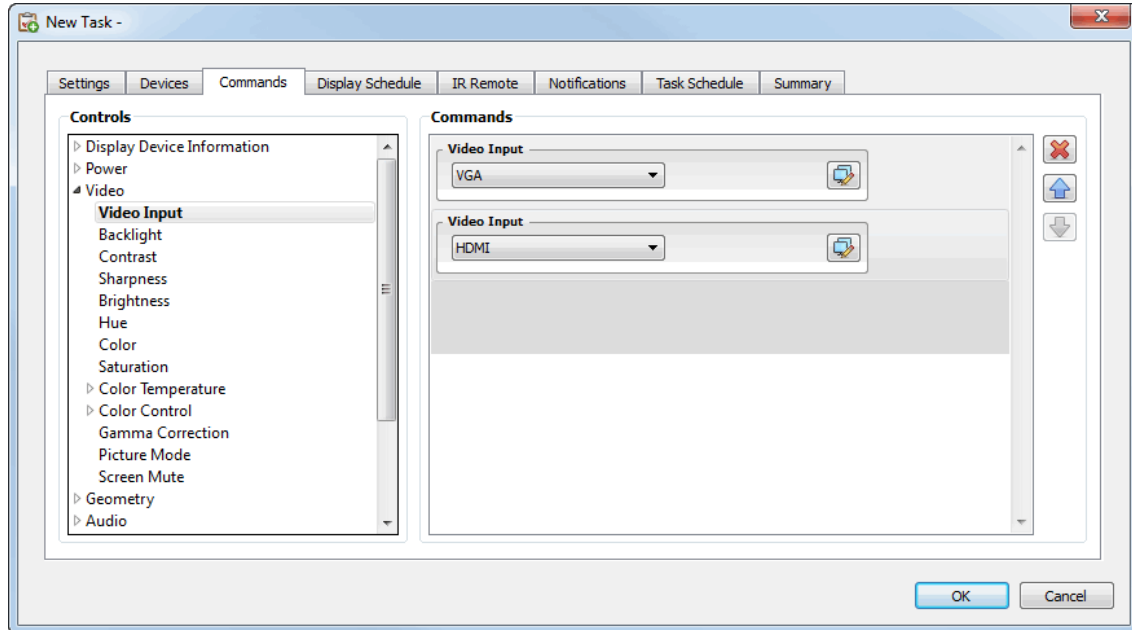 New Task -
Settings Devices Commands Display Schedule IR Remote Notifications Task Schedule Summary
Controls
Display Device Information
Power
Video
Video Input
Backlight
Contrast
Sharpness
Brightness
Hue
Color
Saturation
Color Temperature
Color Control
Gamma Correction
Picture Mode
Screen Mute
Geometry
Audio
Commands
Video Input
VGA
Video Input
HDMI
OK Cancel